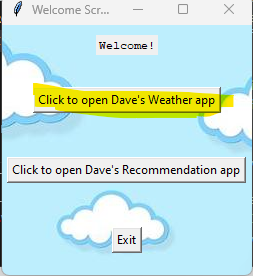 Welcome Scr...
Welcome!
Click to open Dave's Weather app
Click to open Dave's Recommendation app
Exit